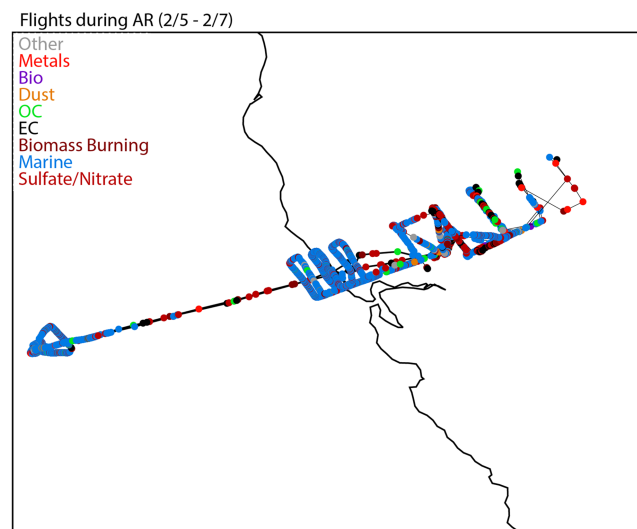 Flights during AR (2/5 - 2/7)
Other
Metals
Bio
Dust
OC
EC
Biomass Burning
Marine
Sulfate/Nitrate